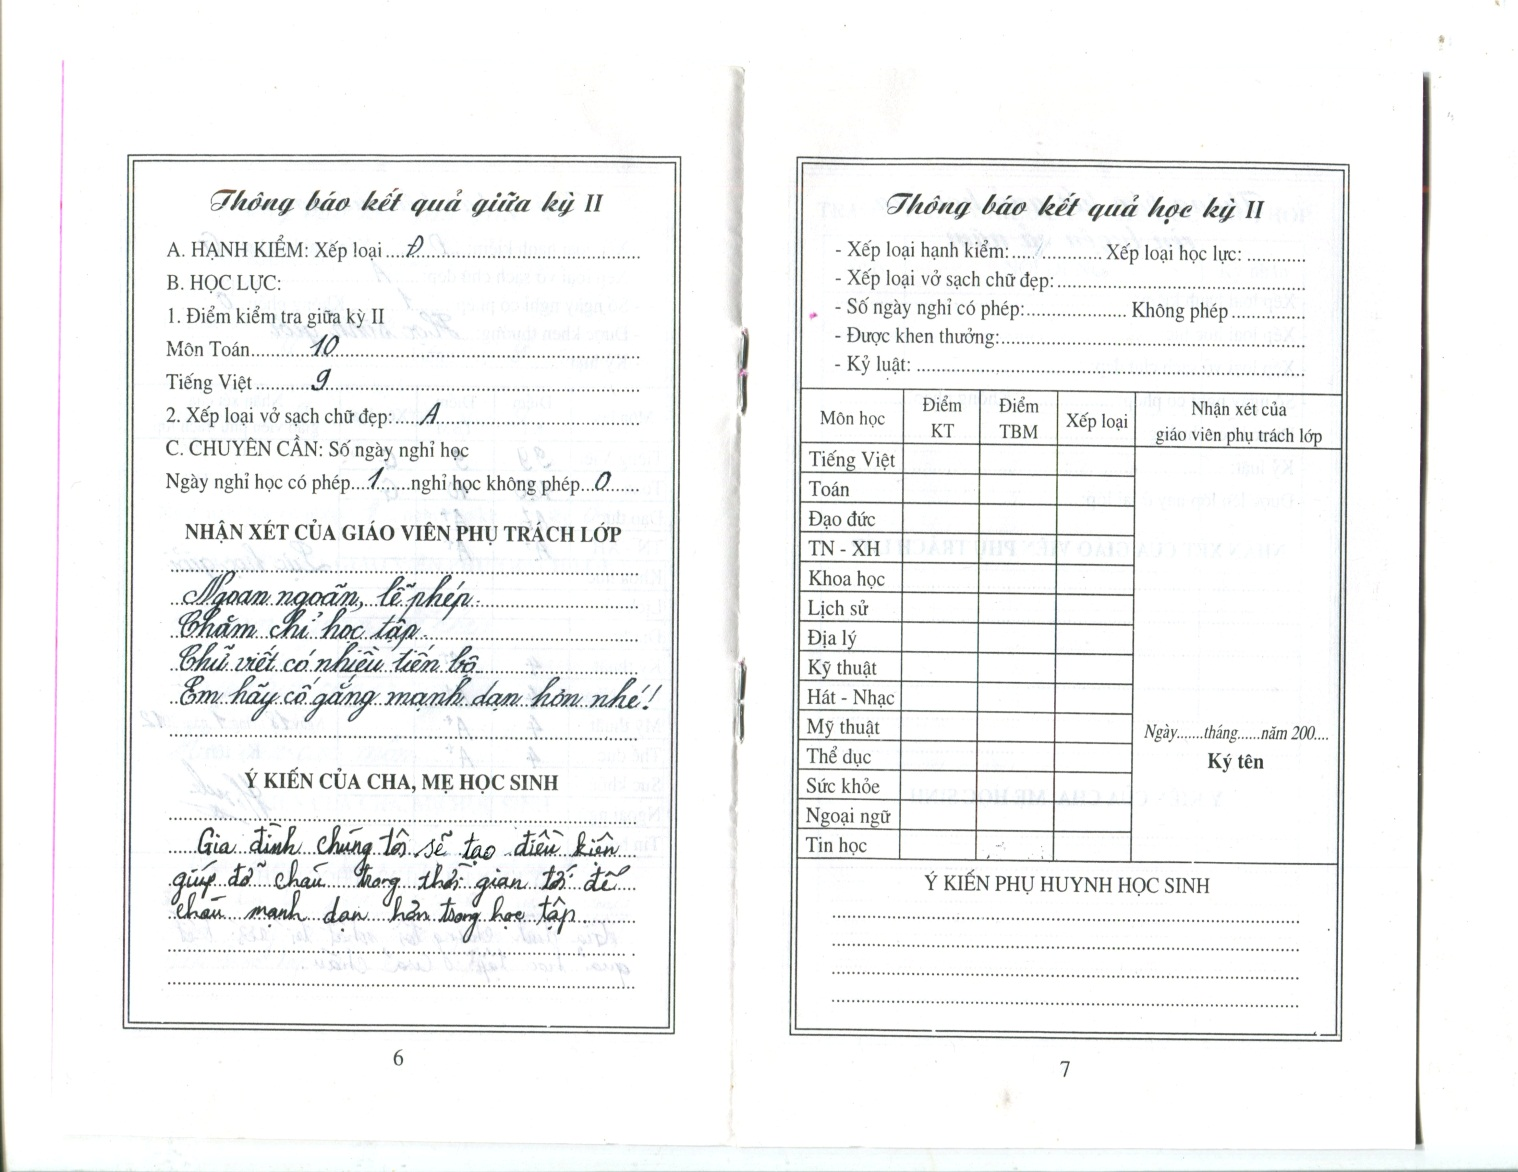 Thông báo kết quả giữa kỳ II
A. HẠNH KIỂM: Xếp loại ....Đ....
B. HỌC LỰC:
1. Điểm kiểm tra giữa kỳ II
Môn Toán..........10..........
Tiếng Việt ..........9..........
2. Xếp loại vở sạch chữ đẹp:.....A.....
C. CHUYÊN CẦN: Số ngày nghỉ học
Ngày nghỉ học có phép...1......nghỉ học không phép...0......
NHẬN XÉT CỦA GIÁO VIÊN PHỤ TRÁCH LỚP
Ngoan ngoãn, lễ phép.
Chăm chỉ học tập.
Chữ viết có nhiều tiến bộ
Em hãy cố gắng mạnh dạn hơn nhé!
Ý KIẾN CỦA CHA, MẸ HỌC SINH
Gia đình chúng tôi sẽ tạo điều kiện
giúp đỡ cháu trong thời gian tới để
cháu mạnh dạn hơn trong học tập
6
Thông báo kết quả học kỳ II
- Xếp loại hạnh kiểm:.................. Xếp loại học lực: ............
- Xếp loại vở sạch chữ đẹp:..................
- Số ngày nghỉ có phép:.................... Không phép ...............
- Được khen thưởng:..................
- Kỷ luật: ..................
Môn học Điểm KT Điểm TBM Xếp loại Nhận xét của giáo viên phụ trách lớp
Tiếng Việt
Toán
Đạo đức
TN - XH
Khoa học
Lịch sử
Địa lý
Kỹ thuật
Hát - Nhạc
Mỹ thuật
Ngày.......tháng......năm 200....
Thể dục
Ký tên
Sức khỏe
Ngoại ngữ
Tin học
Ý KIẾN PHỤ HUYNH HỌC SINH
7